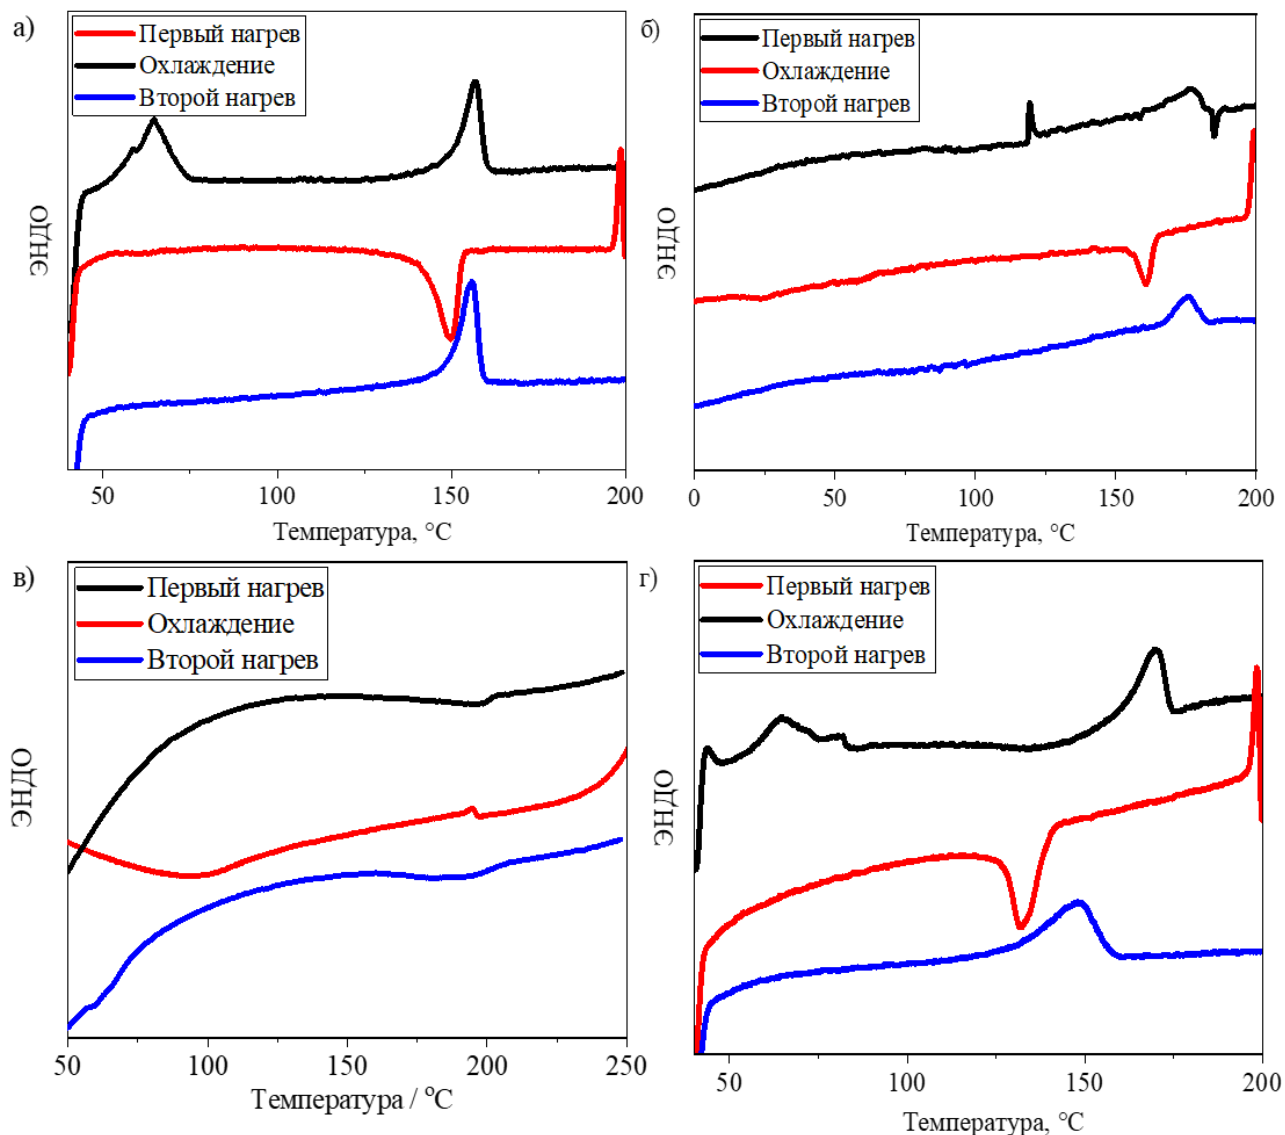 а)
Первый нагрев
Охлаждение
Второй нагрев
ЭНДО
50 100 150 200
Температура, °C
б)
Первый нагрев
Охлаждение
Второй нагрев
ЭНДО
0 50 100 150 200
Температура, °C
в)
Первый нагрев
Охлаждение
Второй нагрев
ЭНДО
50 100 150 200 250
Температура / °C
г)
Первый нагрев
Охлаждение
Второй нагрев
ЭНДО
50 100 150 200
Температура, °C